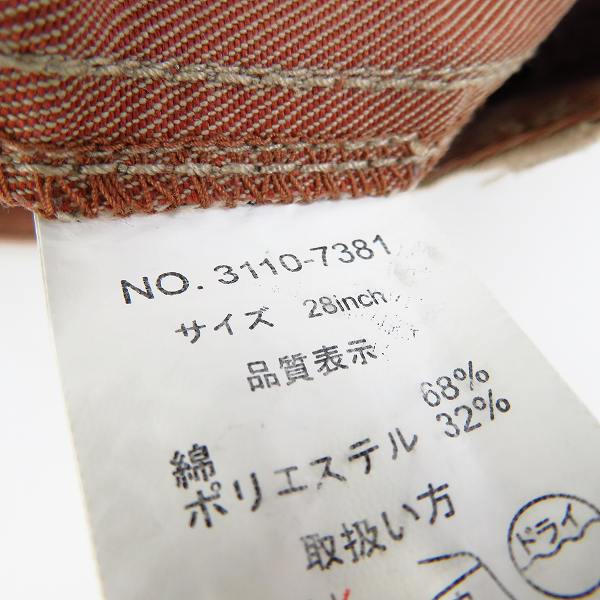 NO. 3110-7381
サイズ 28inch
品質表示
綿 68%
ポリエステル 32%
取扱い方
ドライ